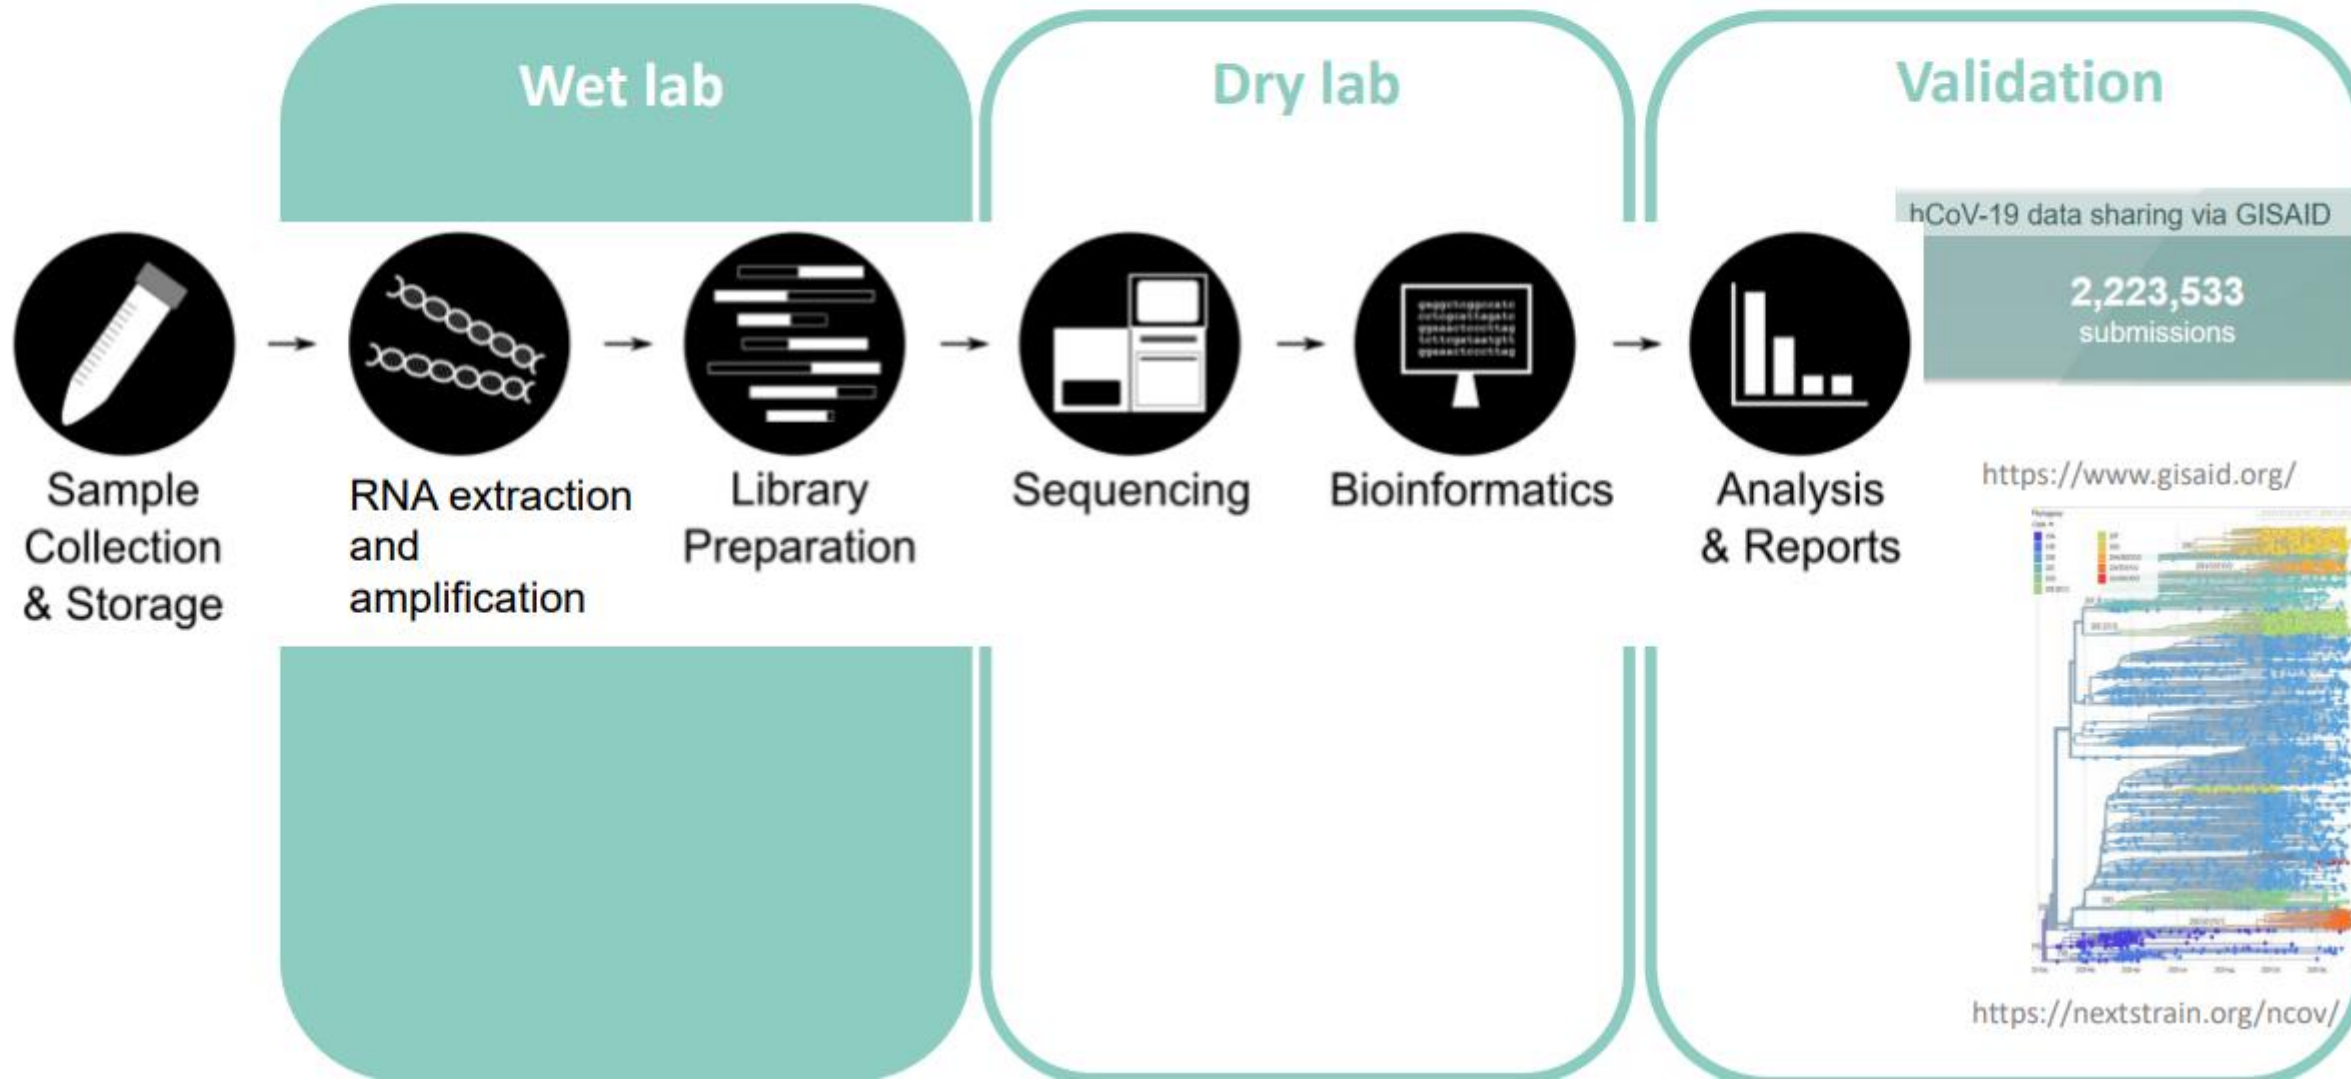 Wet lab
Dry lab
Validation
hCoV-19 data sharing via GISAID
2,223,533
submissions
Sample
Collection
& Storage
RNA extraction
and
amplification
Library
Preparation
Sequencing
Bioinformatics
Analysis
& Reports
https://www.gisaid.org/
https://nextstrain.org/ncov/